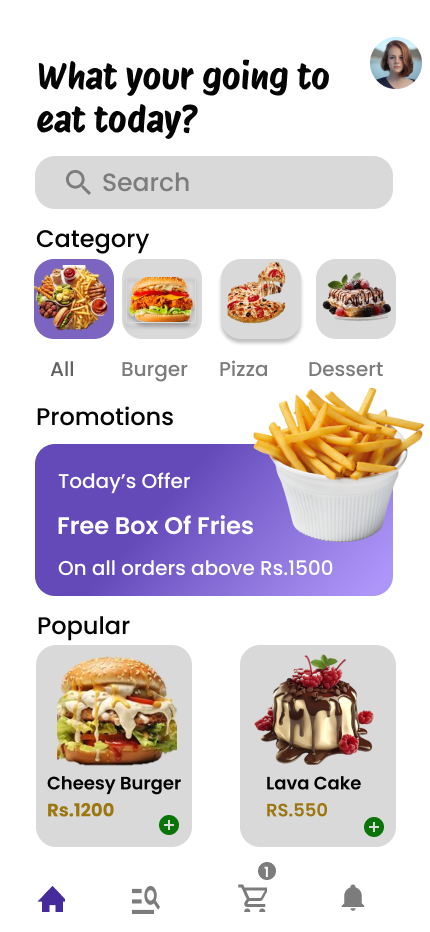 What your going to
eat today?
Search
Category
All
Burger
Pizza
Dessert
Promotions
Today's Offer
Free Box Of Fries
On all orders above Rs.1500
Popular
Cheesy Burger
Rs.1200
Lava Cake
RS.550
1